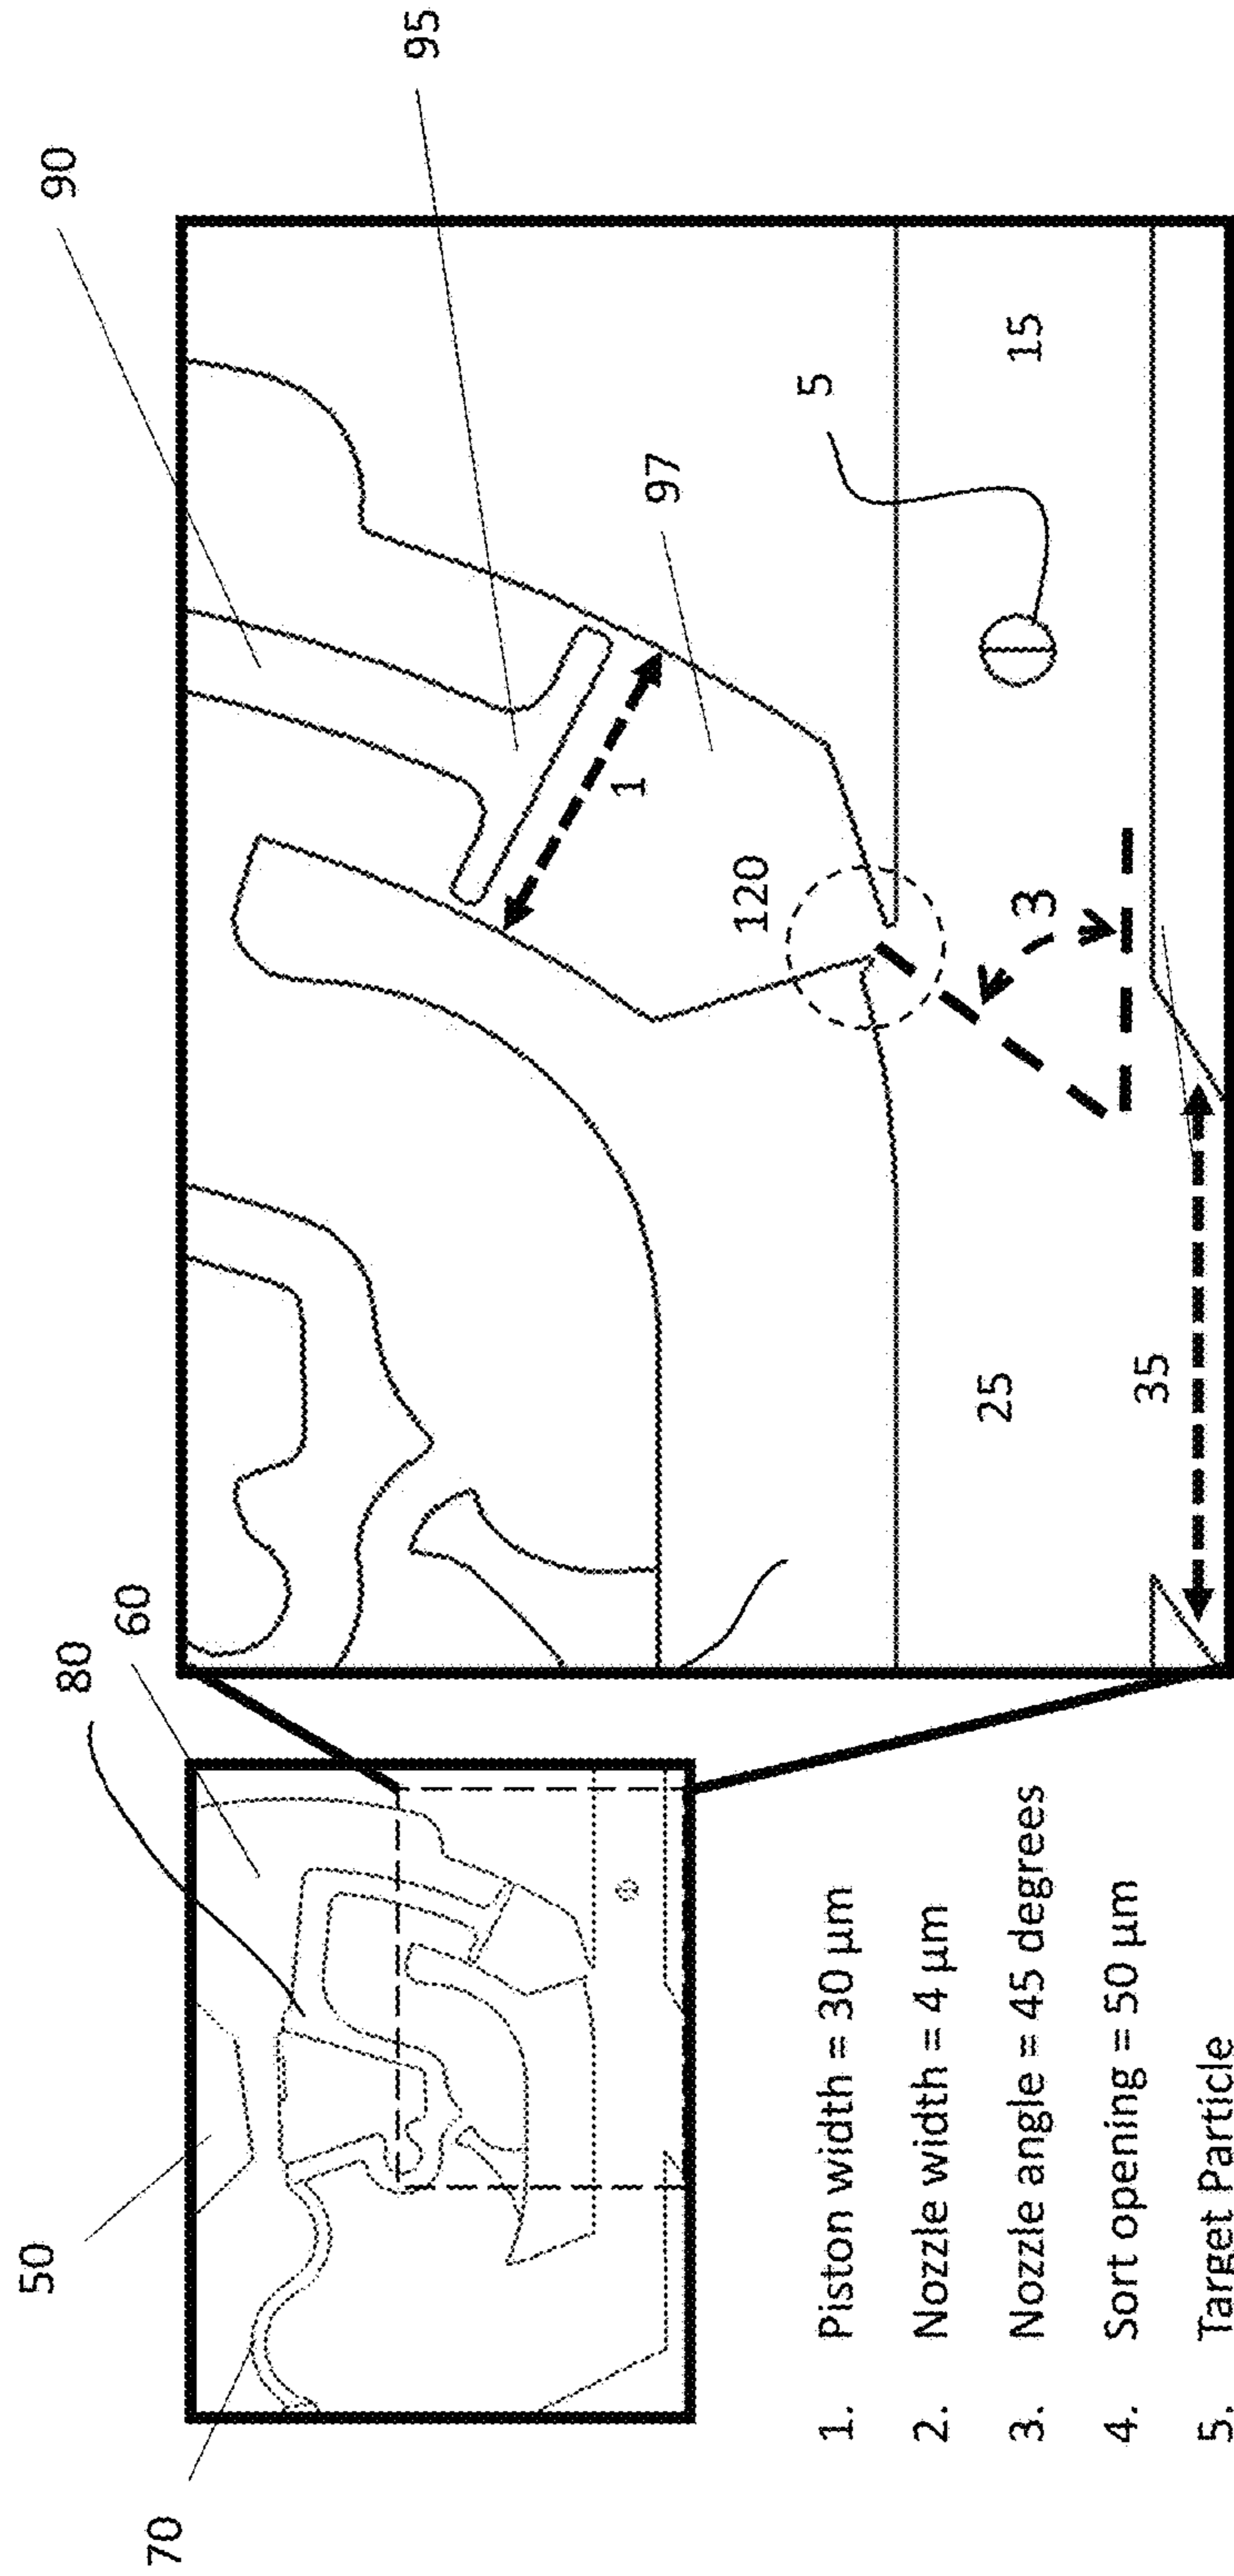 50
70
80
60
90
95
1
97
5
120
3
15
25
35
1. Piston width = 30 µm
2. Nozzle width = 4 µm
3. Nozzle angle = 45 degrees
4. Sort opening = 50 µm
5. Target Particle